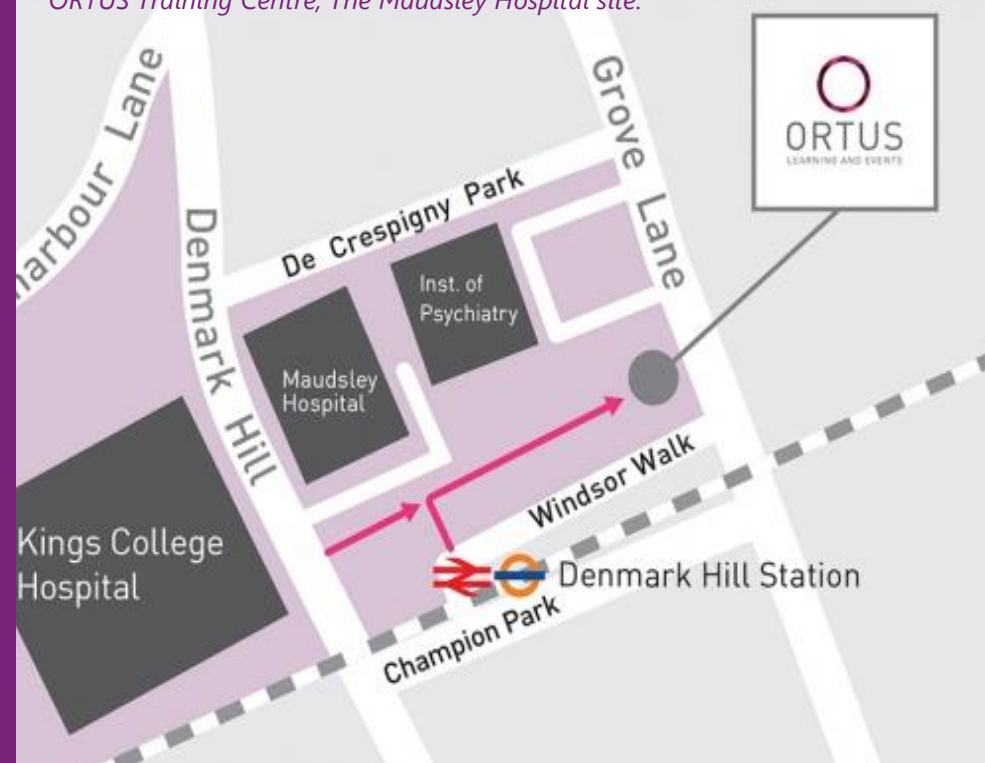 ORTUS Training Centre, The Maudsley Hospital site.
Grove Lane
ORTUS
LEARNING AND EVENTS
arbour Lane
Denmark Hill
De Crespigny Park
Inst. of
Psychiatry
Maudsley
Hospital
Windsor Walk
Kings College
Hospital
Denmark Hill Station
Champion Park